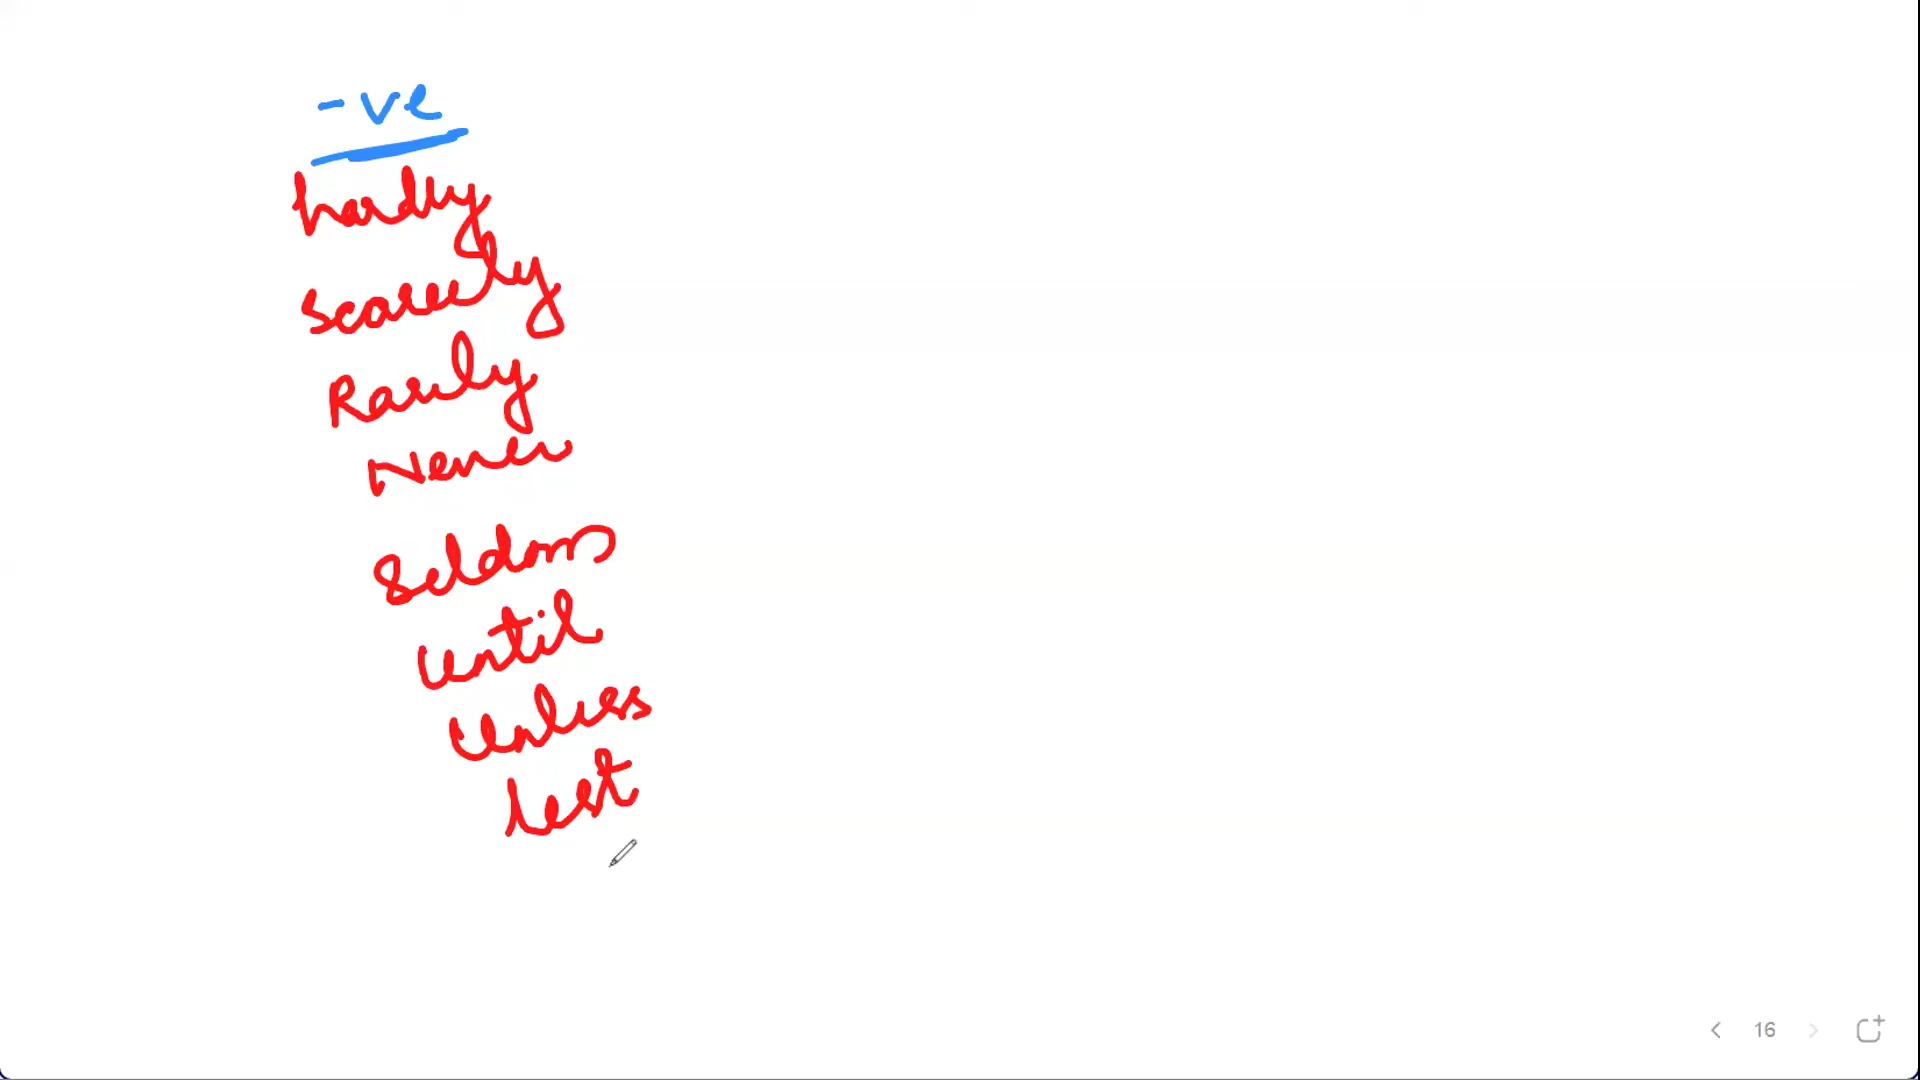 -ve
hardly
scarcely
Rarely
Never
Seldom
until
Unless
lest
16